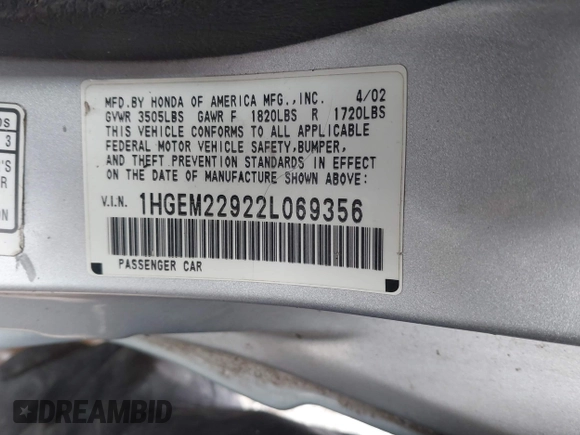 MFD.BY HONDA OF AMERICA MFG.,INC. 4/02
GVWR 3505LBS GAWR F 1820LBS R 1720LBS
THIS VEHICLE CONFORMS TO ALL APPLICABLE
FEDERAL MOTOR VEHICLE SAFETY,BUMPER,
AND THEFT PREVENTION STANDARDS IN EFFECT
ON THE DATE OF MANUFACTURE SHOWN ABOVE:
V.I.N. 1HGEM22922L069356
PASSENGER CAR
3
DREAMBID